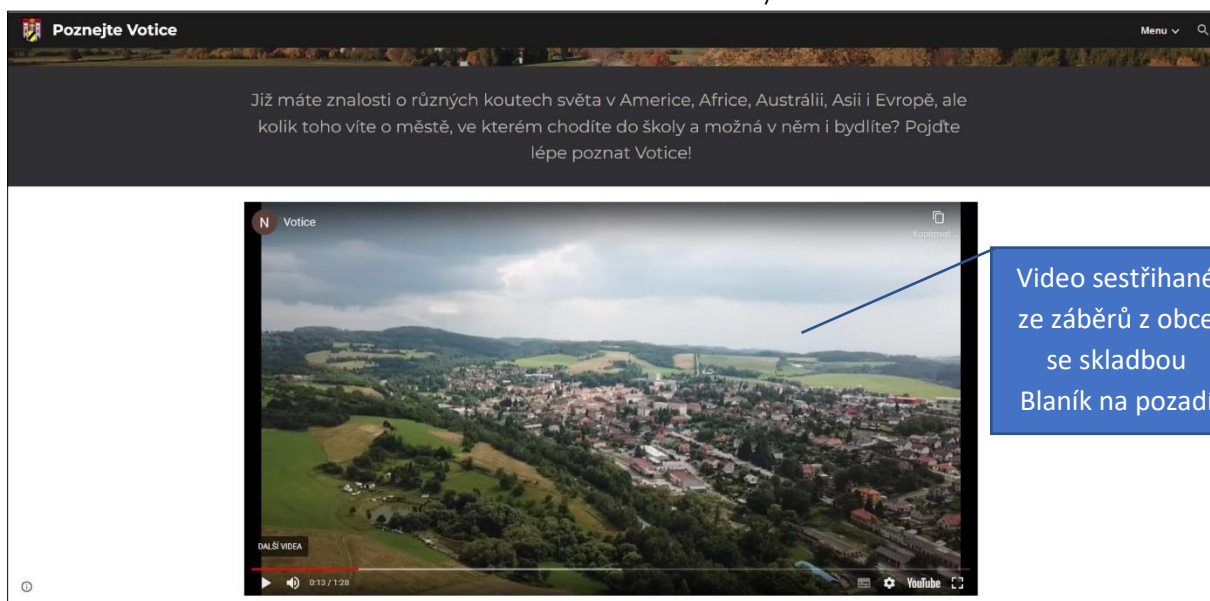 Poznejte Votice
Menu
Již máte znalosti o různých koutech světa v Americe, Africe, Austrálii, Asii i Evropě, ale
kolik toho víte o městě, ve kterém chodíte do školy a možná v něm i bydlíte? Pojďte
lépe poznat Votice!
N Votice
Kopírovat
Video sestříhané
ze záběrů z obce
se skladbou
Blaník na pozadí
DALŠÍ VIDEA
0:13 / 1:28
YouTube